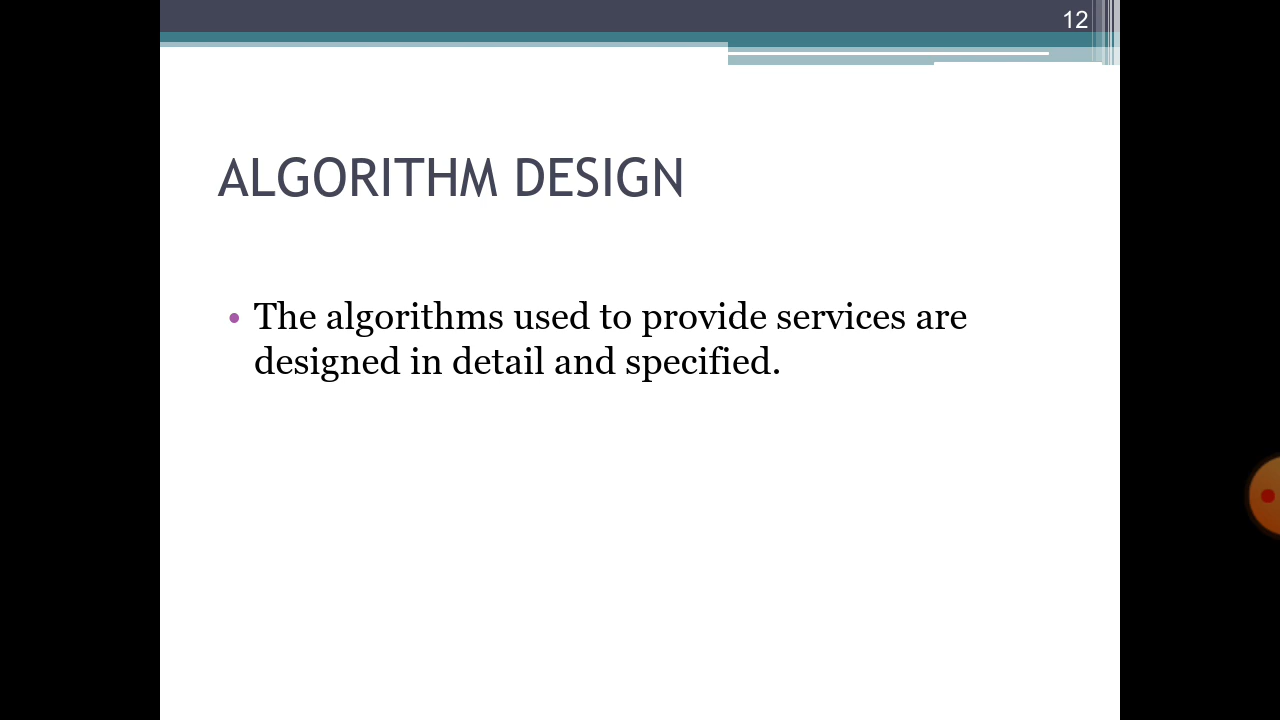 12
ALGORITHM DESIGN
• The algorithms used to provide services are
designed in detail and specified.